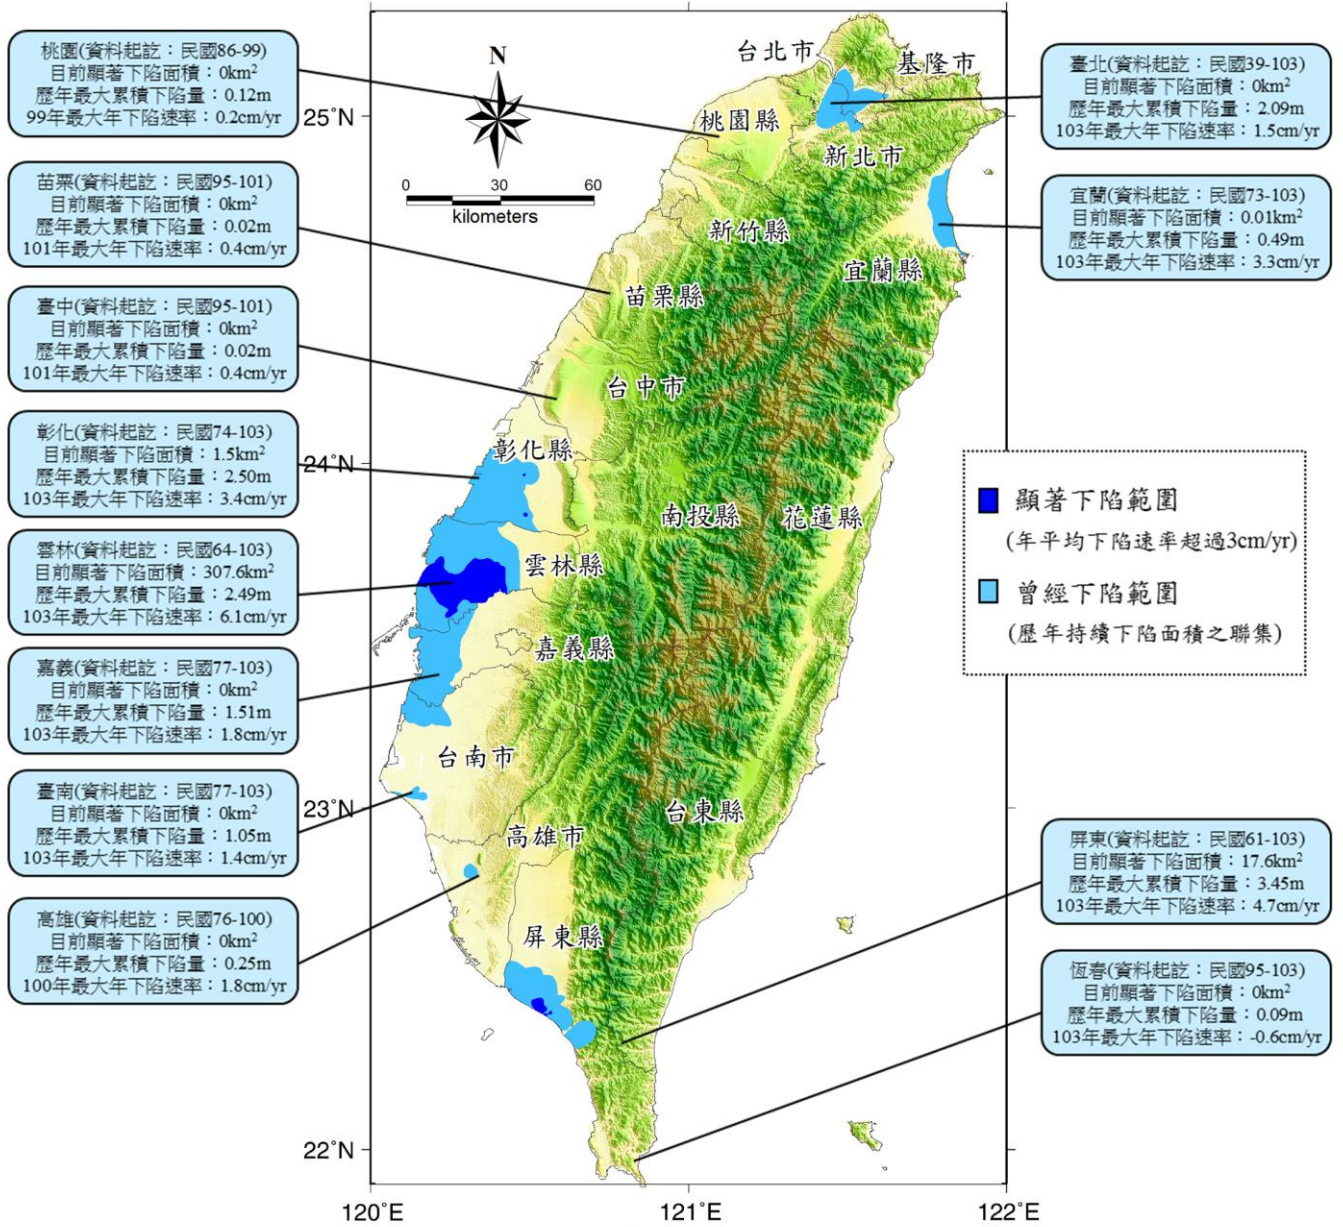 桃園(資料起訖：民國86-99)
目前顯著下陷面積：0km²
歷年最大累積下陷量：0.12m
99年最大年下陷速率：0.2cm/yr
苗栗(資料起訖：民國95-101)
目前顯著下陷面積：0km²
歷年最大累積下陷量：0.02m
101年最大年下陷速率：0.4cm/yr
臺中(資料起訖：民國95-101)
目前顯著下陷面積：0km²
歷年最大累積下陷量：0.02m
101年最大年下陷速率：0.4cm/yr
彰化(資料起訖：民國74-103)
目前顯著下陷面積：1.5km²
歷年最大累積下陷量：2.50m
103年最大年下陷速率：3.4cm/yr
雲林(資料起訖：民國64-103)
目前顯著下陷面積：307.6km²
歷年最大累積下陷量：2.49m
103年最大年下陷速率：6.1cm/yr
嘉義(資料起訖：民國77-103)
目前顯著下陷面積：0km²
歷年最大累積下陷量：1.51m
103年最大年下陷速率：1.8cm/yr
臺南(資料起訖：民國77-103)
目前顯著下陷面積：0km²
歷年最大累積下陷量：1.05m
103年最大年下陷速率：1.4cm/yr
高雄(資料起訖：民國76-100)
目前顯著下陷面積：0km²
歷年最大累積下陷量：0.25m
100年最大年下陷速率：1.8cm/yr
N
0 30 60
kilometers
25°N
24°N
23°N
22°N
120°E
121°E
122°E
台北市
基隆市
桃園縣
新北市
新竹縣
宜蘭縣
苗栗縣
台中市
彰化縣
南投縣
花蓮縣
雲林縣
嘉義縣
台南市
台東縣
高雄市
屏東縣
臺北(資料起訖：民國39-103)
目前顯著下陷面積：0km²
歷年最大累積下陷量：2.09m
103年最大年下陷速率：1.5cm/yr
宜蘭(資料起訖：民國73-103)
目前顯著下陷面積：0.01km²
歷年最大累積下陷量：0.49m
103年最大年下陷速率：3.3cm/yr
顯著下陷範圍
(年平均下陷速率超過3cm/yr)
曾經下陷範圍
(歷年持續下陷面積之聯集)
屏東(資料起訖：民國61-103)
目前顯著下陷面積：17.6km²
歷年最大累積下陷量：3.45m
103年最大年下陷速率：4.7cm/yr
恆春(資料起訖：民國95-103)
目前顯著下陷面積：0km²
歷年最大累積下陷量：0.09m
103年最大年下陷速率：-0.6cm/yr